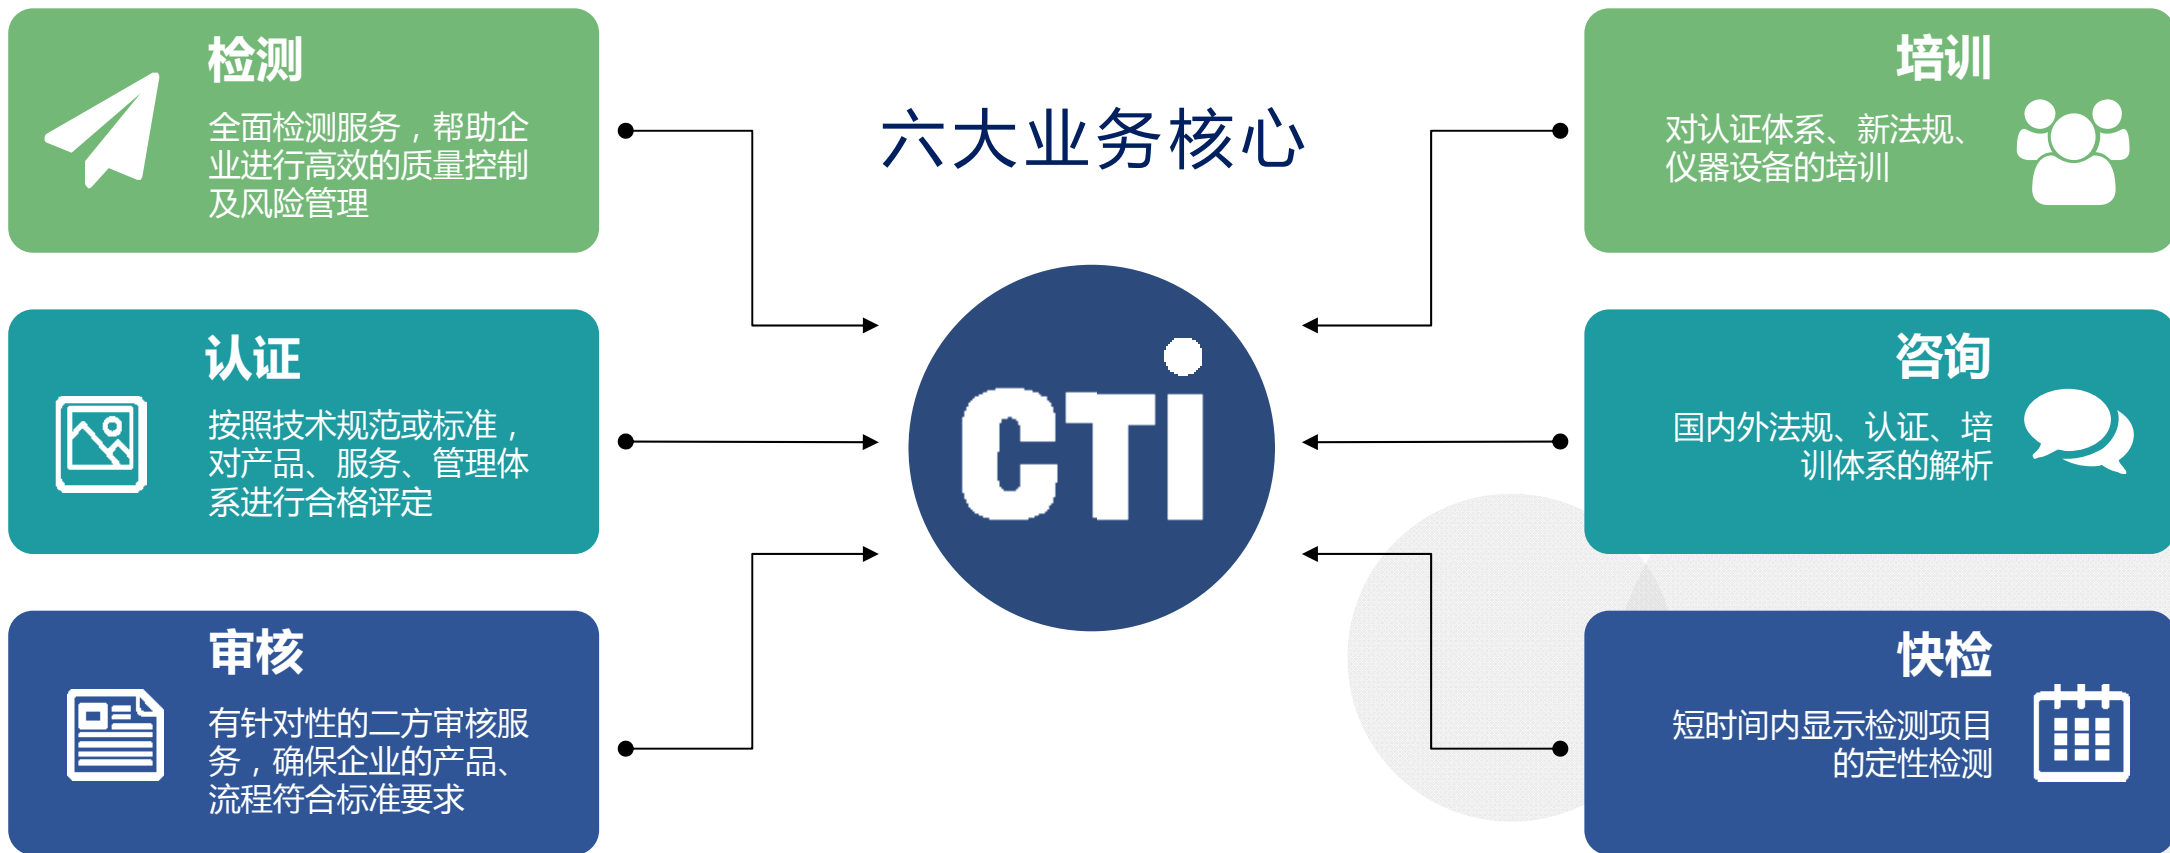 检测
全面检测服务，帮助企
业进行高效的质量控制
及风险管理
认证
按照技术规范或标准，
对产品、服务、管理体
系进行合格评定
审核
有针对性的二方审核服
务，确保企业的产品、
流程符合标准要求
六大业务核心
CTI
培训
对认证体系、新法规、
仪器设备的培训
咨询
国内外法规、认证、培
训体系的解析
快检
短时间内显示检测项目
的定性检测